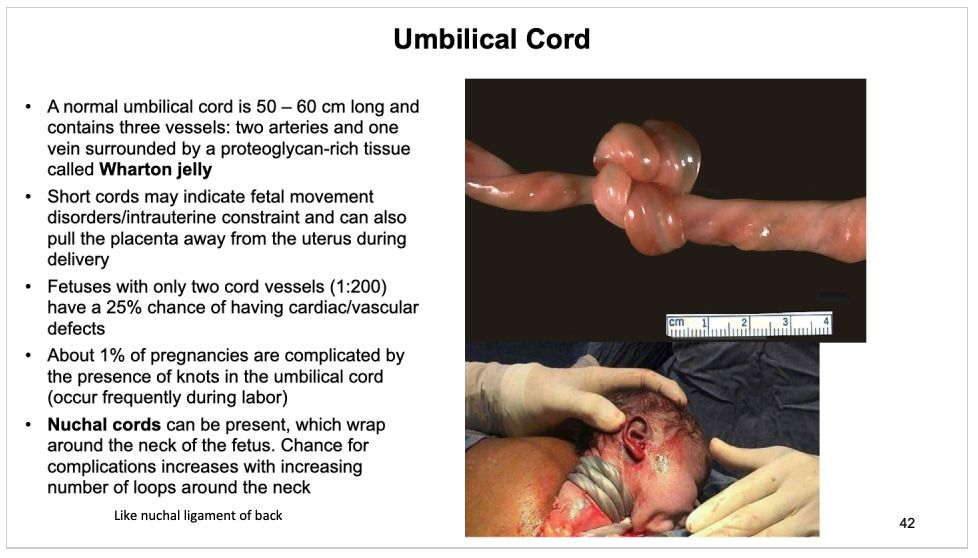 Umbilical Cord
• A normal umbilical cord is 50 – 60 cm long and
contains three vessels: two arteries and one
vein surrounded by a proteoglycan-rich tissue
called Wharton jelly
• Short cords may indicate fetal movement
disorders/intrauterine constraint and can also
pull the placenta away from the uterus during
delivery
• Fetuses with only two cord vessels (1:200)
have a 25% chance of having cardiac/vascular
defects
• About 1% of pregnancies are complicated by
the presence of knots in the umbilical cord
(occur frequently during labor)
• Nuchal cords can be present, which wrap
around the neck of the fetus. Chance for
complications increases with increasing
number of loops around the neck
Like nuchal ligament of back
cm 1 2 3 4
42